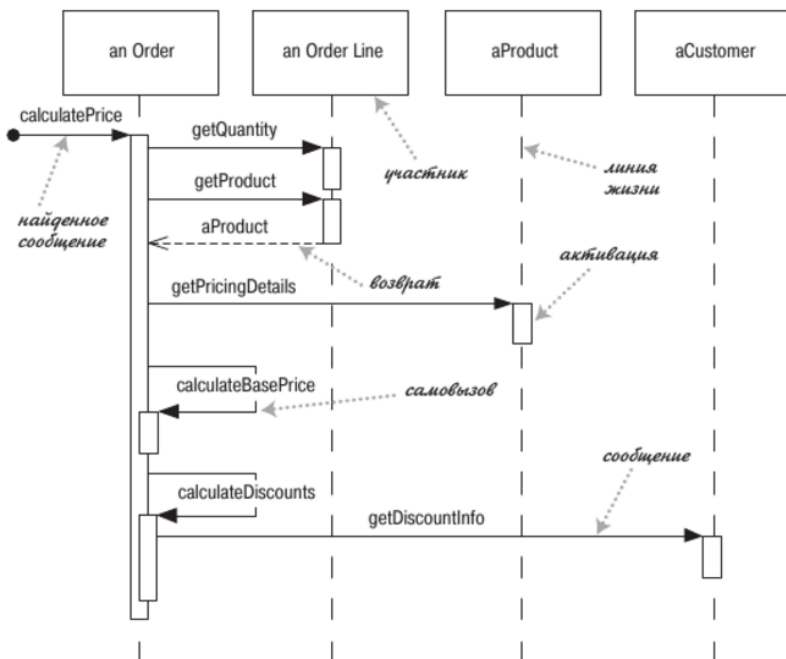 an Order
an Order Line
aProduct
aCustomer
calculatePrice
getQuantity
участник
линия
жизни
getProduct
найденное
сообщение
aProduct
возврат
активация
getPricingDetails
calculateBasePrice
самовызов
сообщение
calculateDiscounts
getDiscountInfo